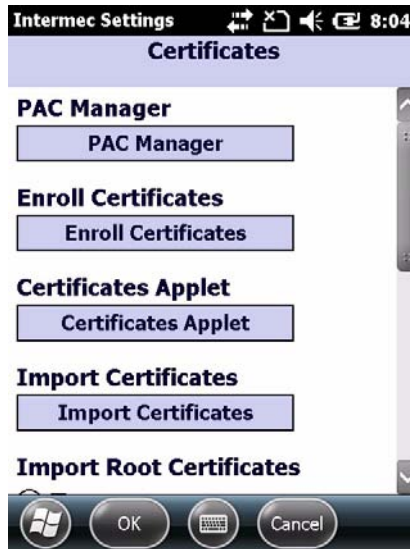 Intermec Settings 8:04
Certificates
PAC Manager
PAC Manager
Enroll Certificates
Enroll Certificates
Certificates Applet
Certificates Applet
Import Certificates
Import Certificates
Import Root Certificates
OK Cancel